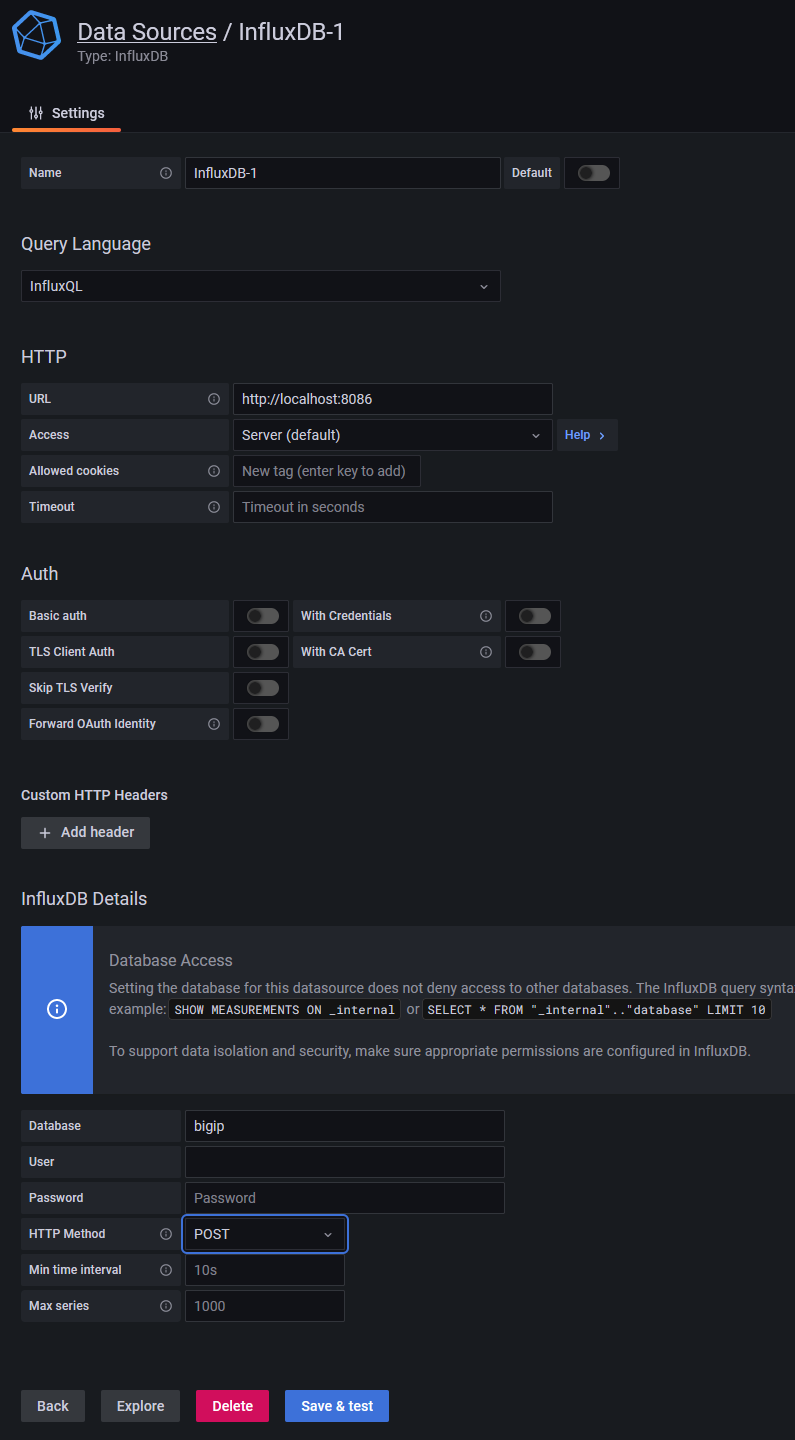 Data Sources / InfluxDB-1
Type: InfluxDB
Settings
Name InfluxDB-1 Default
Query Language
InfluxQL
HTTP
URL http://localhost:8086
Access Server (default) Help
Allowed cookies New tag (enter key to add)
Timeout Timeout in seconds
Auth
Basic auth With Credentials
TLS Client Auth With CA Cert
Skip TLS Verify
Forward OAuth Identity
Custom HTTP Headers
Add header
InfluxDB Details
Database Access
Setting the database for this datasource does not deny access to other databases. The InfluxDB query synta
example: SHOW MEASUREMENTS ON _internal or SELECT * FROM "_internal".."database" LIMIT 10
To support data isolation and security, make sure appropriate permissions are configured in InfluxDB.
Database bigip
User
Password Password
HTTP Method POST
Min time interval 10s
Max series 1000
Back Explore Delete Save & test